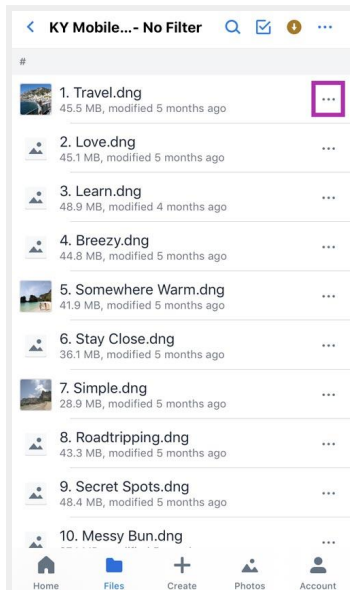 KY Mobile...- No Filter
#
1. Travel.dng
45.5 MB, modified 5 months ago
2. Love.dng
45.1 MB, modified 5 months ago
3. Learn.dng
48.9 MB, modified 4 months ago
4. Breezy.dng
44.8 MB, modified 5 months ago
5. Somewhere Warm.dng
41.9 MB, modified 5 months ago
6. Stay Close.dng
36.1 MB, modified 5 months ago
7. Simple.dng
28.9 MB, modified 5 months ago
8. Roadtripping.dng
43.3 MB, modified 5 months ago
9. Secret Spots.dng
48.4 MB, modified 5 months ago
10. Messy Bun.dng
Home Files Create Photos Account